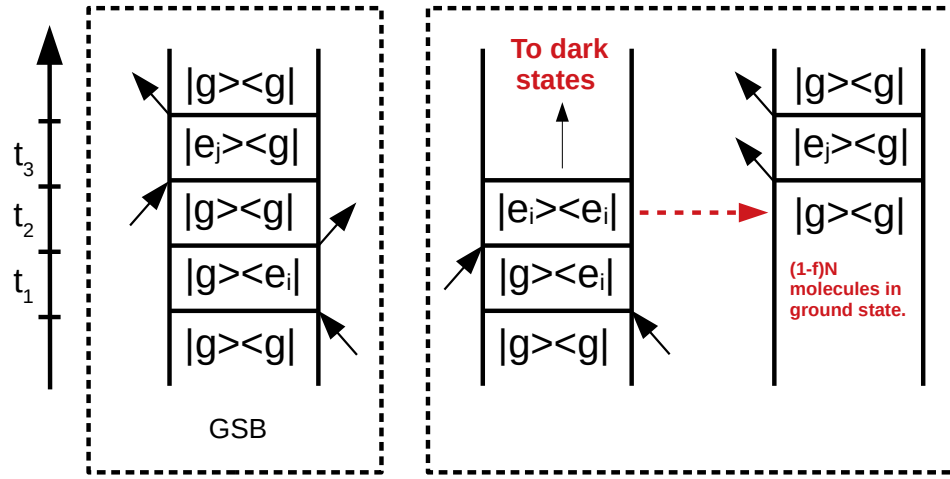 t₃
t₂
t₁
|g><g|
|eⱼ><g|
|g><g|
|g><eᵢ|
|g><g|
GSB
To dark
states
|eᵢ><eᵢ|
|g><eᵢ|
|g><g|
|g><g|
|eⱼ><g|
|g><g|
(1-f)N
molecules in
ground state.